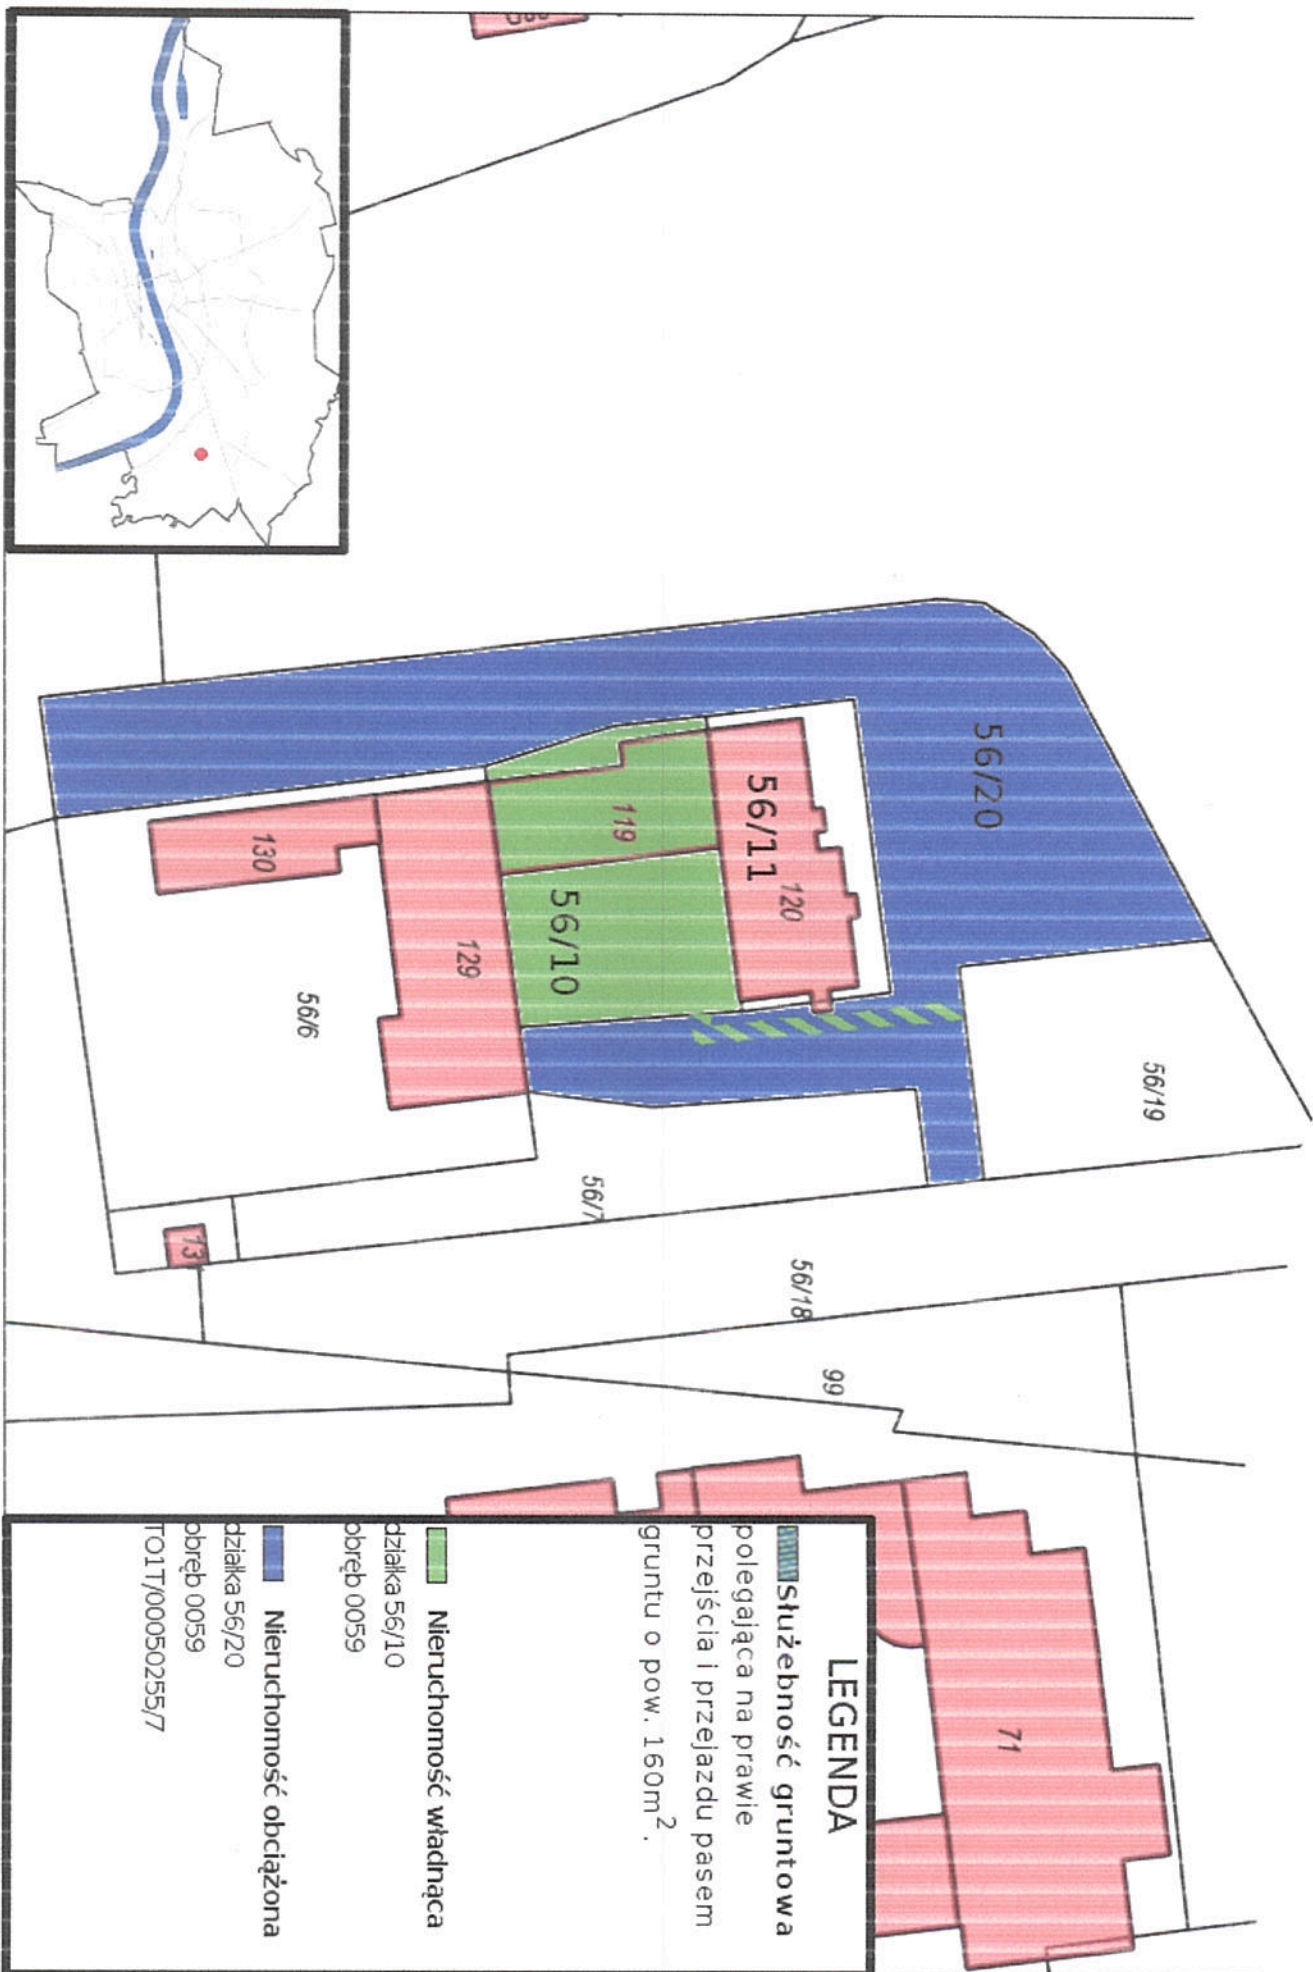 56/19
56/20
56/11
120
119
56/10
129
130
56/6
56/7
13
56/18
99
71
LEGENDA
Służebność gruntowa
polegająca na prawie
przejścia i przejazdu pasem
gruntu o pow. 160m².
Nieruchomość władnąca
działka 56/10
obręb 0059
Nieruchomość obciążona
działka 56/20
obręb 0059
TO1T/00050255/7